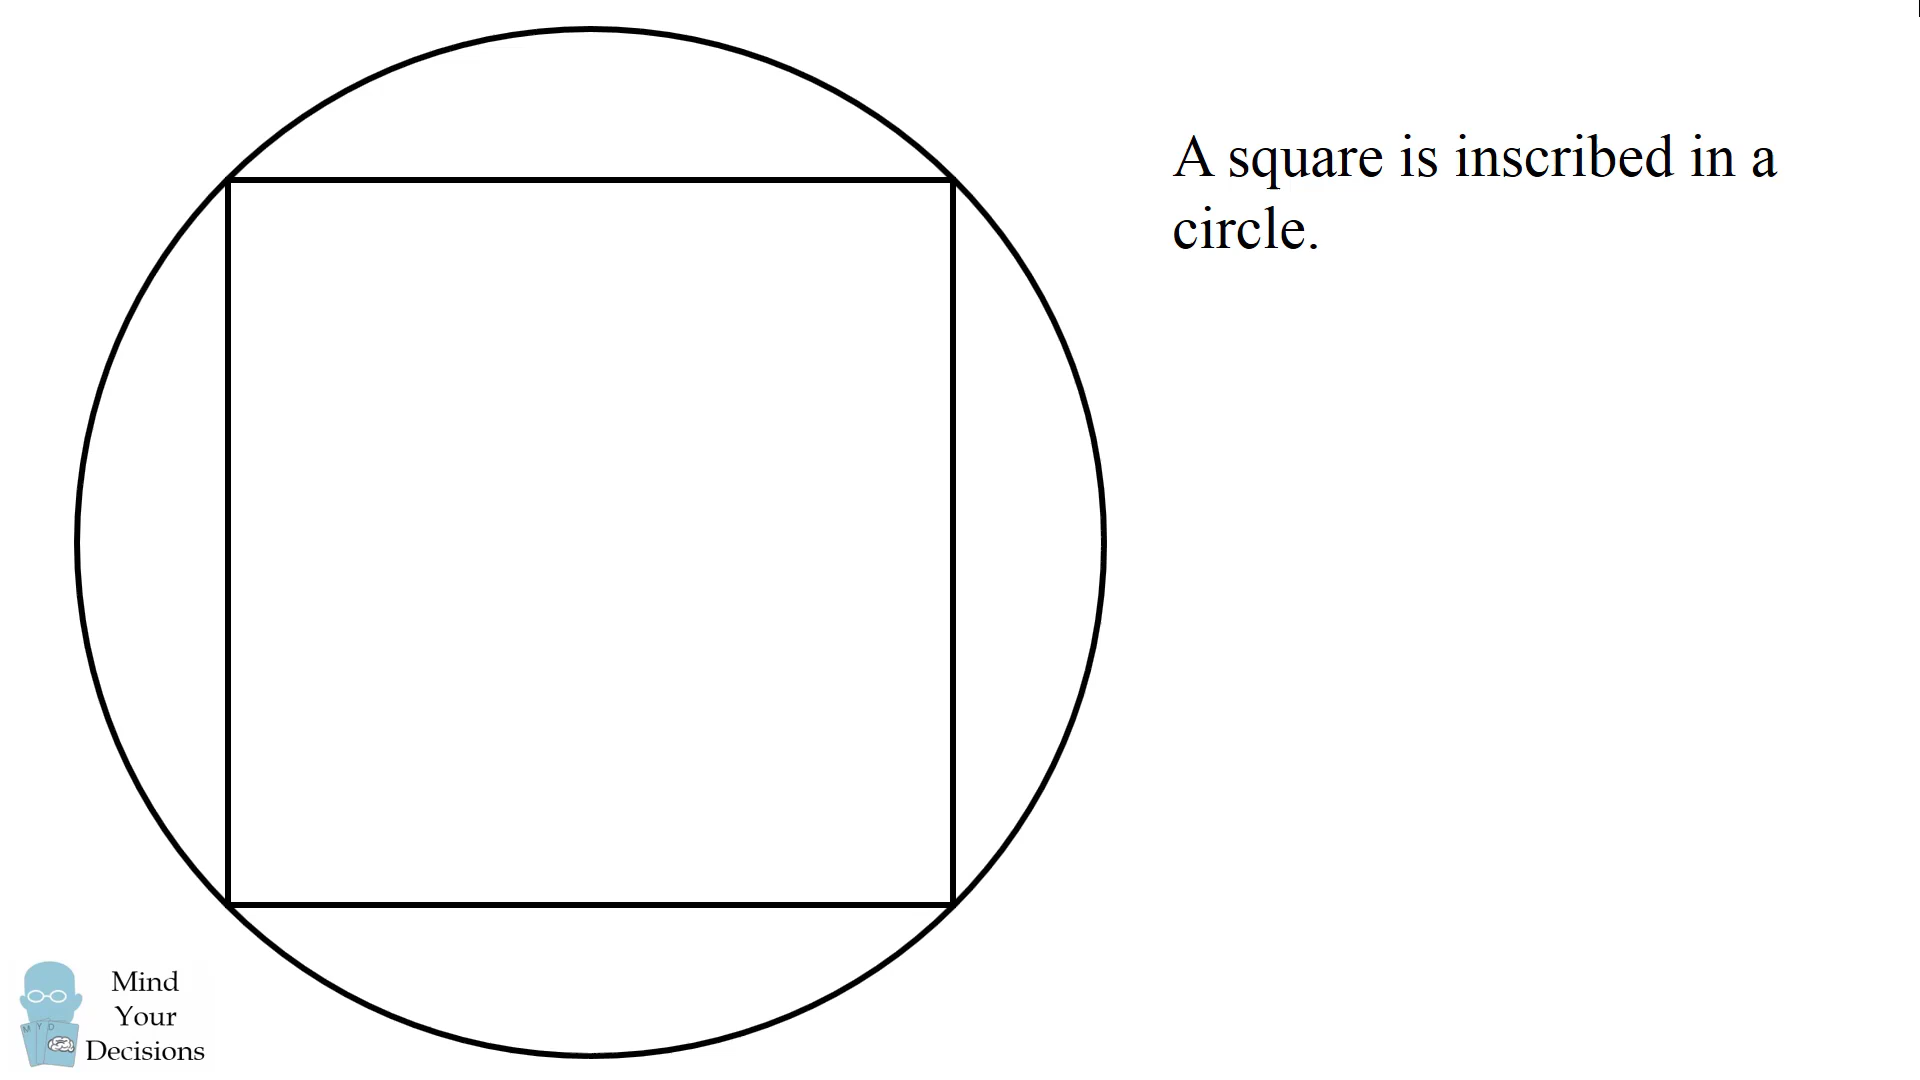 A square is inscribed in a
circle.
M Y D
Mind
Your
Decisions